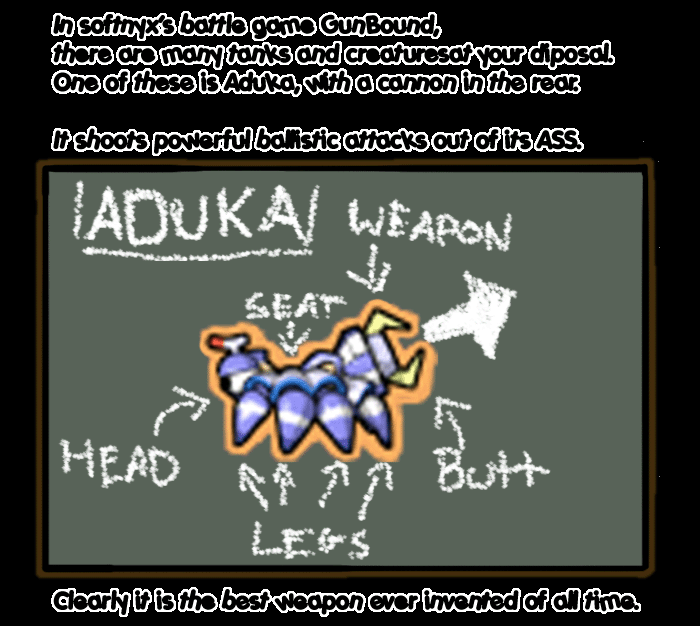 In softnyx's battle game GunBound,
there are many tanks and creaturesat your diposal.
One of these is Aduka, with a cannon in the rear.
It shoots powerful ballistic attacks out of its ASS.
ADUKA
WEAPON
SEAT
HEAD
BUtt
LEGS
Clearly it is the best weapon ever invented of all time.